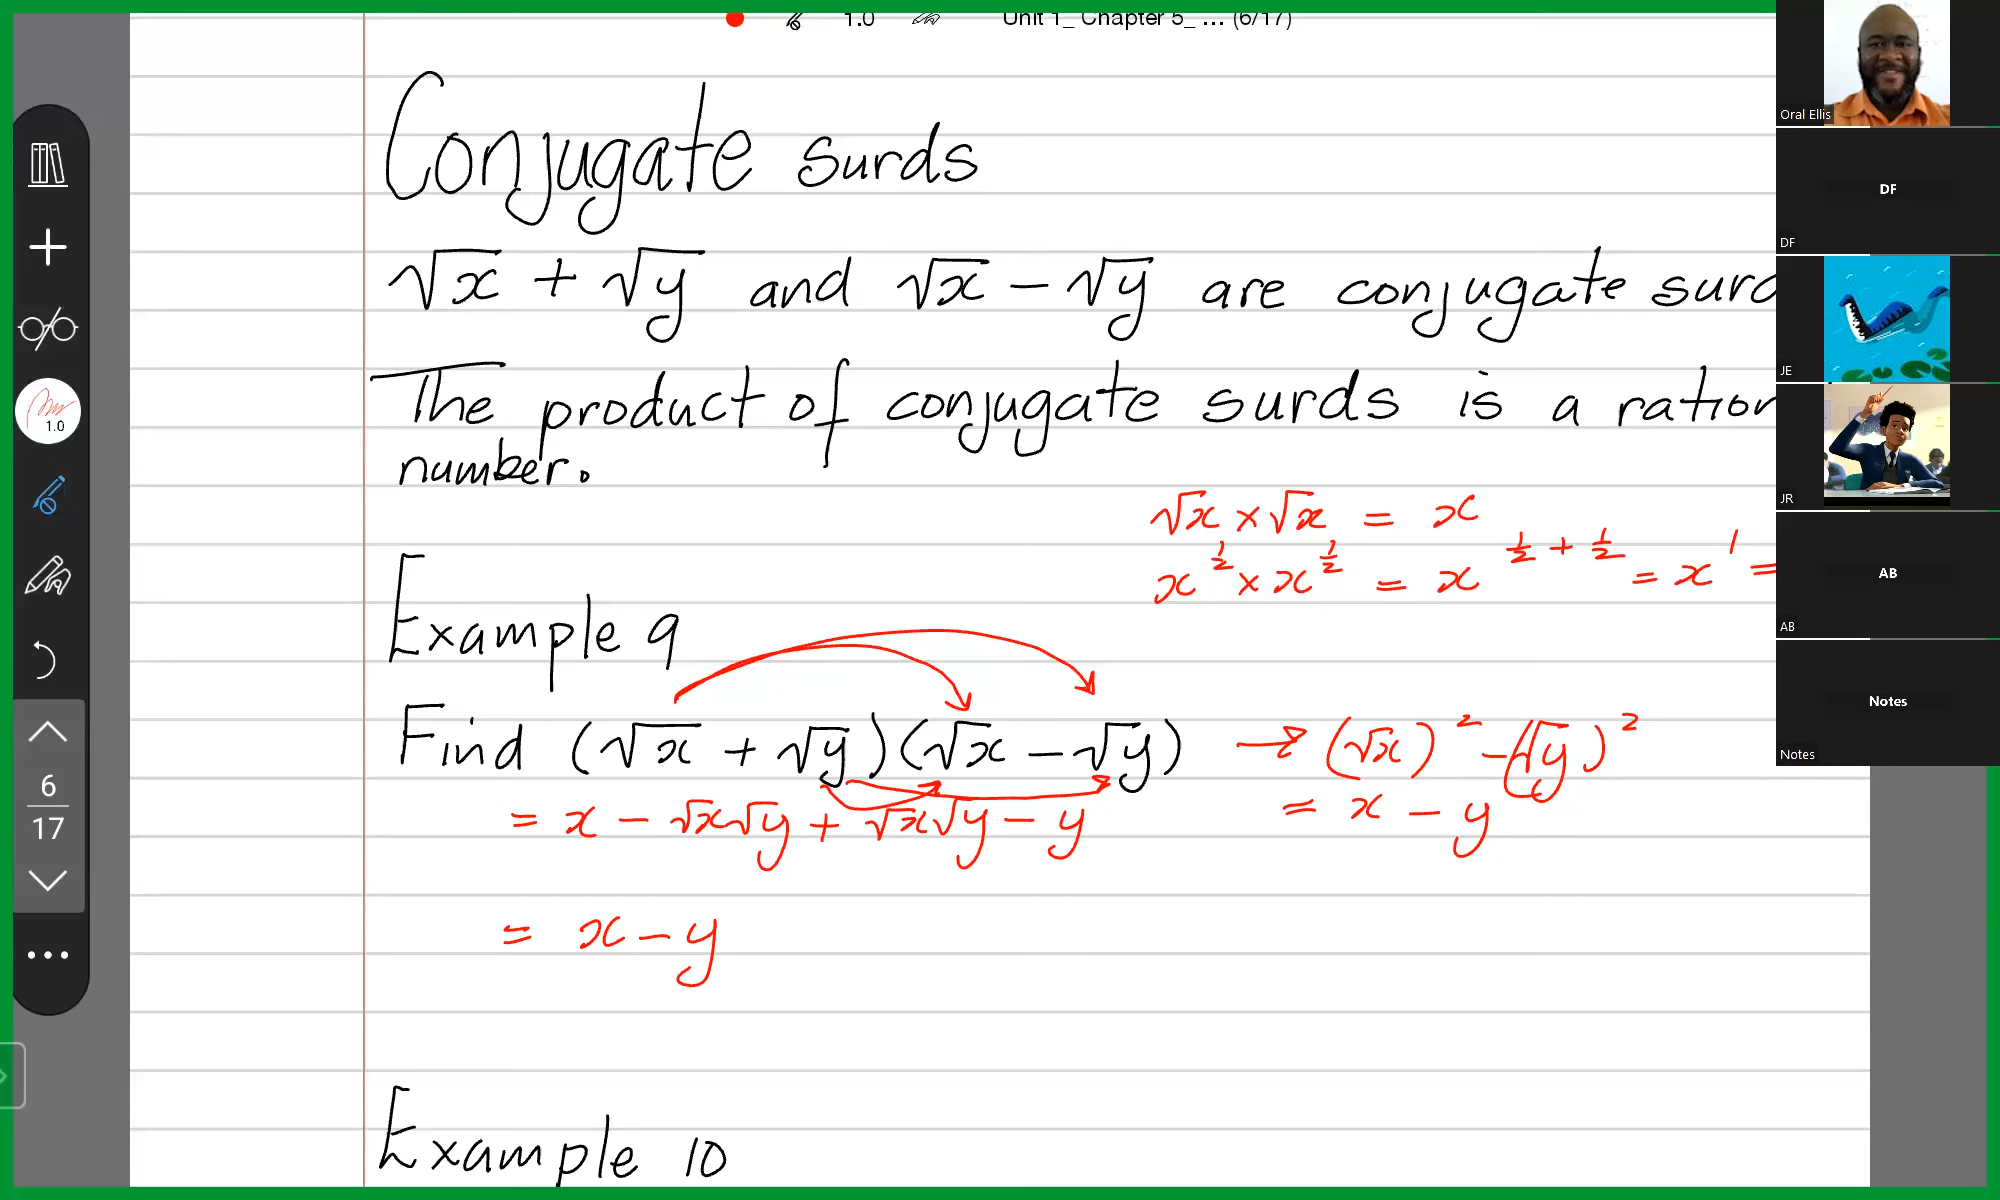 1.0 Unit 1_ Chapter 5_ ... (6/17)
Conjugate surds
√x + √y and √x − √y are conjugate surd
The product of conjugate surds is a ration
number.
√x × √x = x
x^½ × x^½ = x^(½ + ½) = x^1 =
Example 9
Find (√x + √y)(√x − √y) → (√x)² − (√y)²
= x − √x√y + √x√y − y
= x − y
= x − y
Example 10
1.0
6
17
Oral Ellis
DF
DF
JE
JR
AB
AB
Notes
Notes